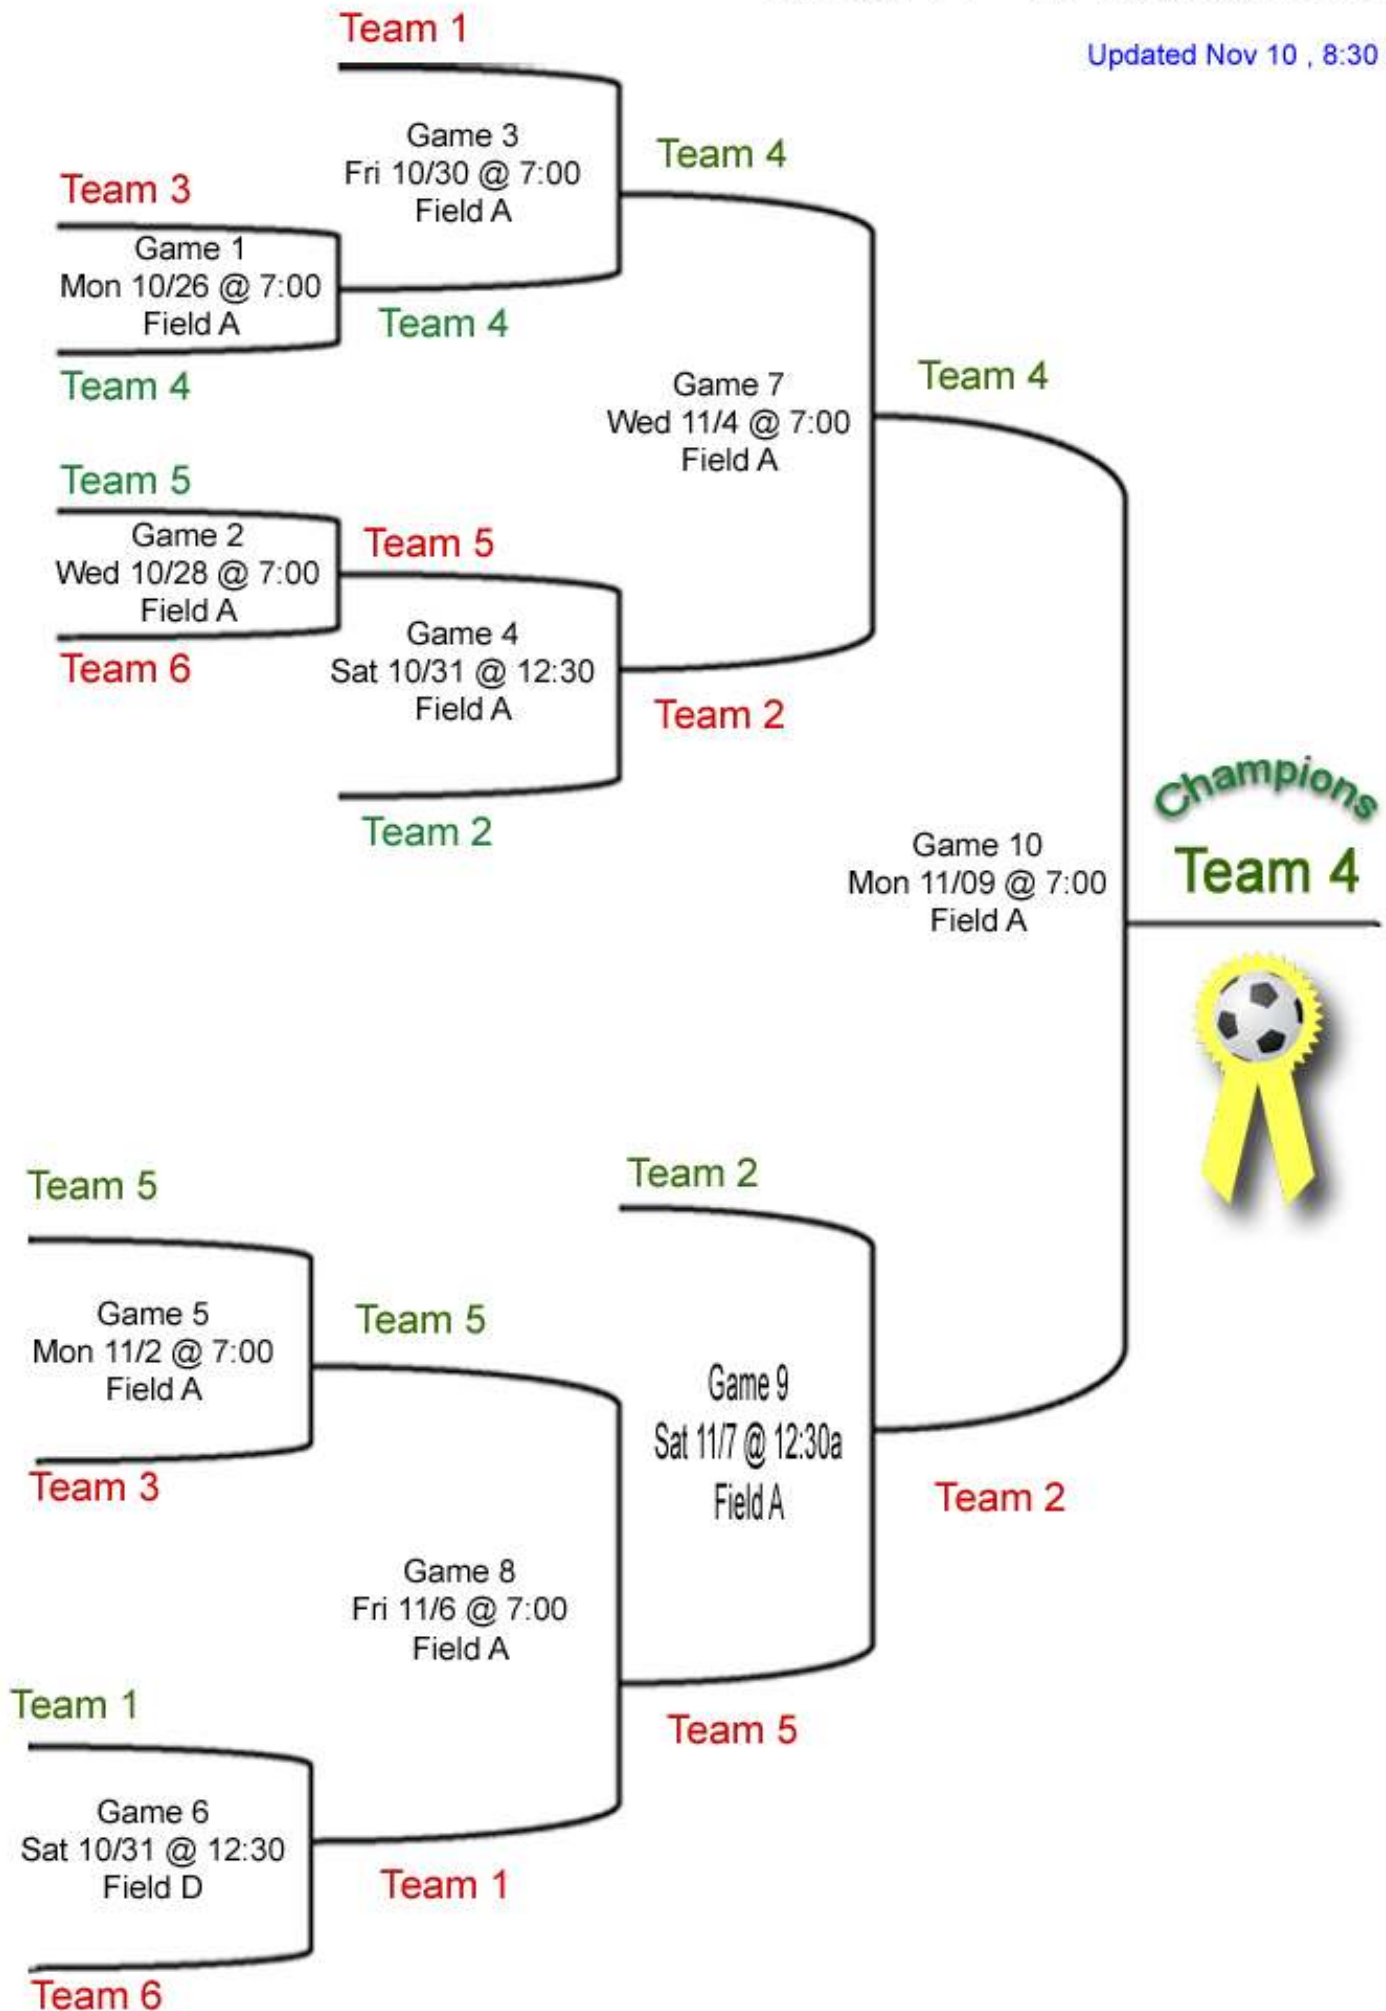 Updated Nov 10 , 8:30
Team 1
Game 3
Fri 10/30 @ 7:00
Field A
Team 4
Team 3
Game 1
Mon 10/26 @ 7:00
Field A
Team 4
Team 4
Game 7
Wed 11/4 @ 7:00
Field A
Team 4
Team 5
Game 2
Wed 10/28 @ 7:00
Field A
Team 6
Team 5
Game 4
Sat 10/31 @ 12:30
Field A
Team 2
Team 2
Champions
Team 4
Game 10
Mon 11/09 @ 7:00
Field A
Team 5
Game 5
Mon 11/2 @ 7:00
Field A
Team 3
Team 5
Team 2
Game 9
Sat 11/7 @ 12:30a
Field A
Team 2
Game 8
Fri 11/6 @ 7:00
Field A
Team 5
Team 1
Game 6
Sat 10/31 @ 12:30
Field D
Team 6
Team 1